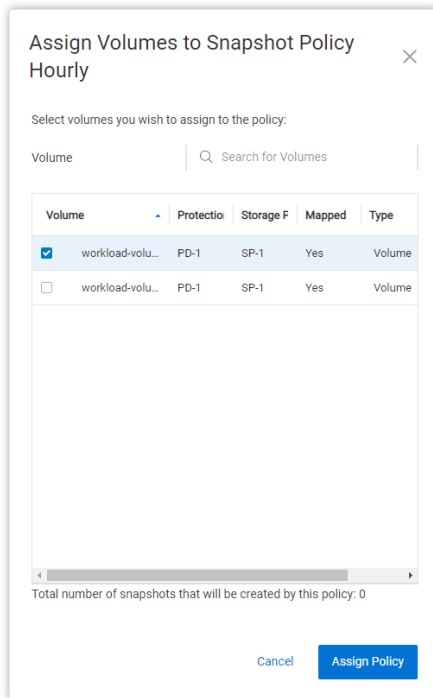 Assign Volumes to Snapshot Policy
Hourly
Select volumes you wish to assign to the policy:
Volume Search for Volumes
Volume Protection Storage P Mapped Type
workload-volu... PD-1 SP-1 Yes Volume
workload-volu... PD-1 SP-1 Yes Volume
Total number of snapshots that will be created by this policy: 0
Cancel Assign Policy